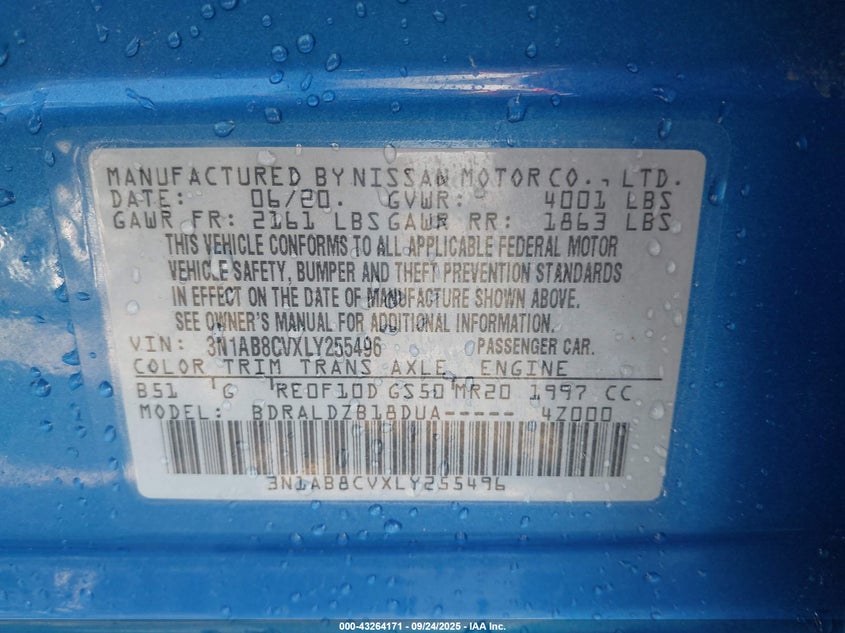 MANUFACTURED BY NISSAN MOTOR CO., LTD.
DATE: 06/20. GVWR: 4001 LBS
GAWR FR: 2161 LBS GAWR RR: 1863 LBS
THIS VEHICLE CONFORMS TO ALL APPLICABLE FEDERAL MOTOR
VEHICLE SAFETY, BUMPER AND THEFT PREVENTION STANDARDS
IN EFFECT ON THE DATE OF MANUFACTURE SHOWN ABOVE.
SEE OWNER'S MANUAL FOR ADDITIONAL INFORMATION.
VIN: 3N1AB8CVXLY255496 PASSENGER CAR.
COLOR TRIM TRANS AXLE ENGINE
B51 G RE0F10D GS50 MR20 1997 CC
MODEL: BDRALDZB18DUA----- 4Z000
3N1AB8CVXLY255496
000-43264171 - 09/24/2025 - IAA Inc.